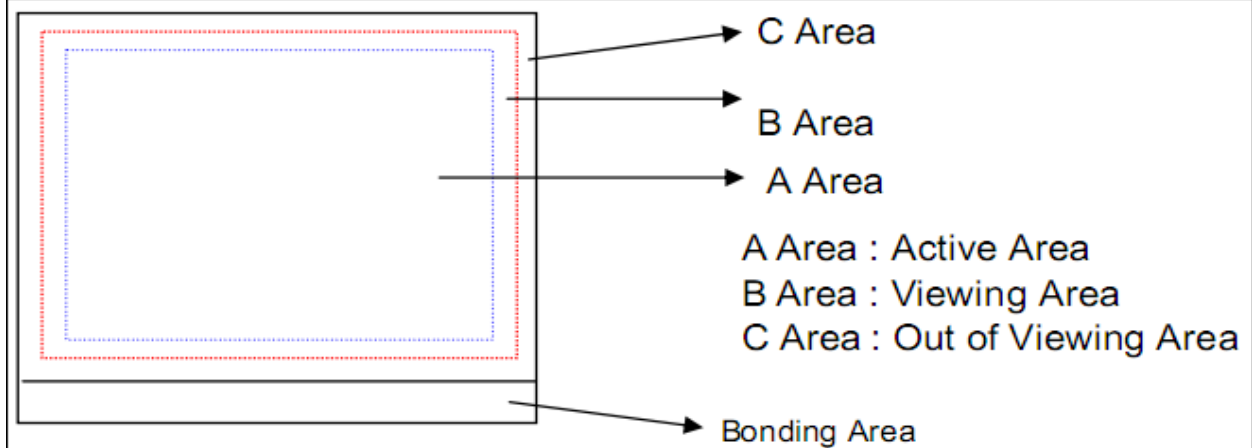 C Area
B Area
A Area
A Area : Active Area
B Area : Viewing Area
C Area : Out of Viewing Area
Bonding Area